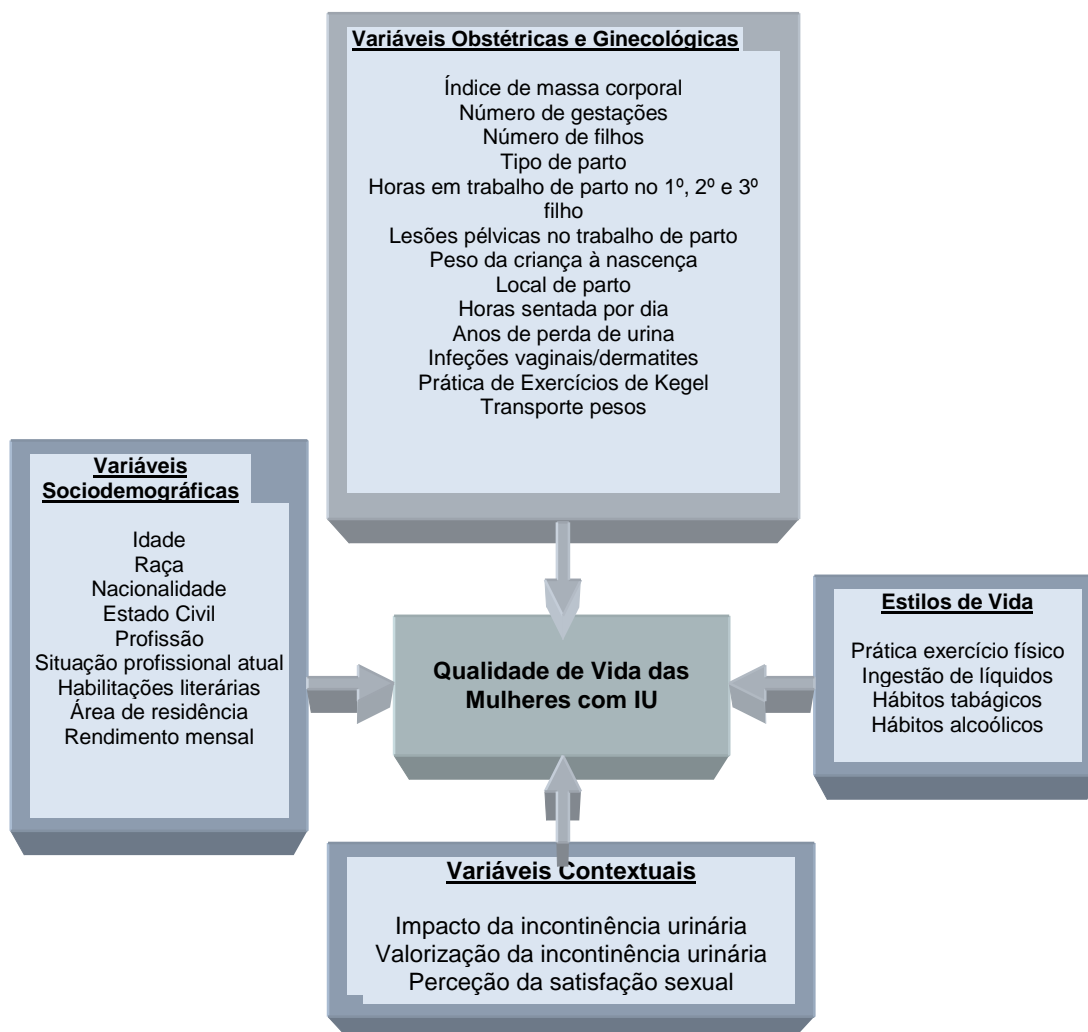 Variáveis Obstétricas e Ginecológicas
Índice de massa corporal
Número de gestações
Número de filhos
Tipo de parto
Horas em trabalho de parto no 1º, 2º e 3º
filho
Lesões pélvicas no trabalho de parto
Peso da criança à nascença
Local de parto
Horas sentada por dia
Anos de perda de urina
Infeções vaginais/dermatites
Prática de Exercícios de Kegel
Transporte pesos
Variáveis
Sociodemográficas
Idade
Raça
Nacionalidade
Estado Civil
Profissão
Situação profissional atual
Habilitações literárias
Área de residência
Rendimento mensal
Qualidade de Vida das
Mulheres com IU
Estilos de Vida
Prática exercício físico
Ingestão de líquidos
Hábitos tabágicos
Hábitos alcoólicos
Variáveis Contextuais
Impacto da incontinência urinária
Valorização da incontinência urinária
Perceção da satisfação sexual